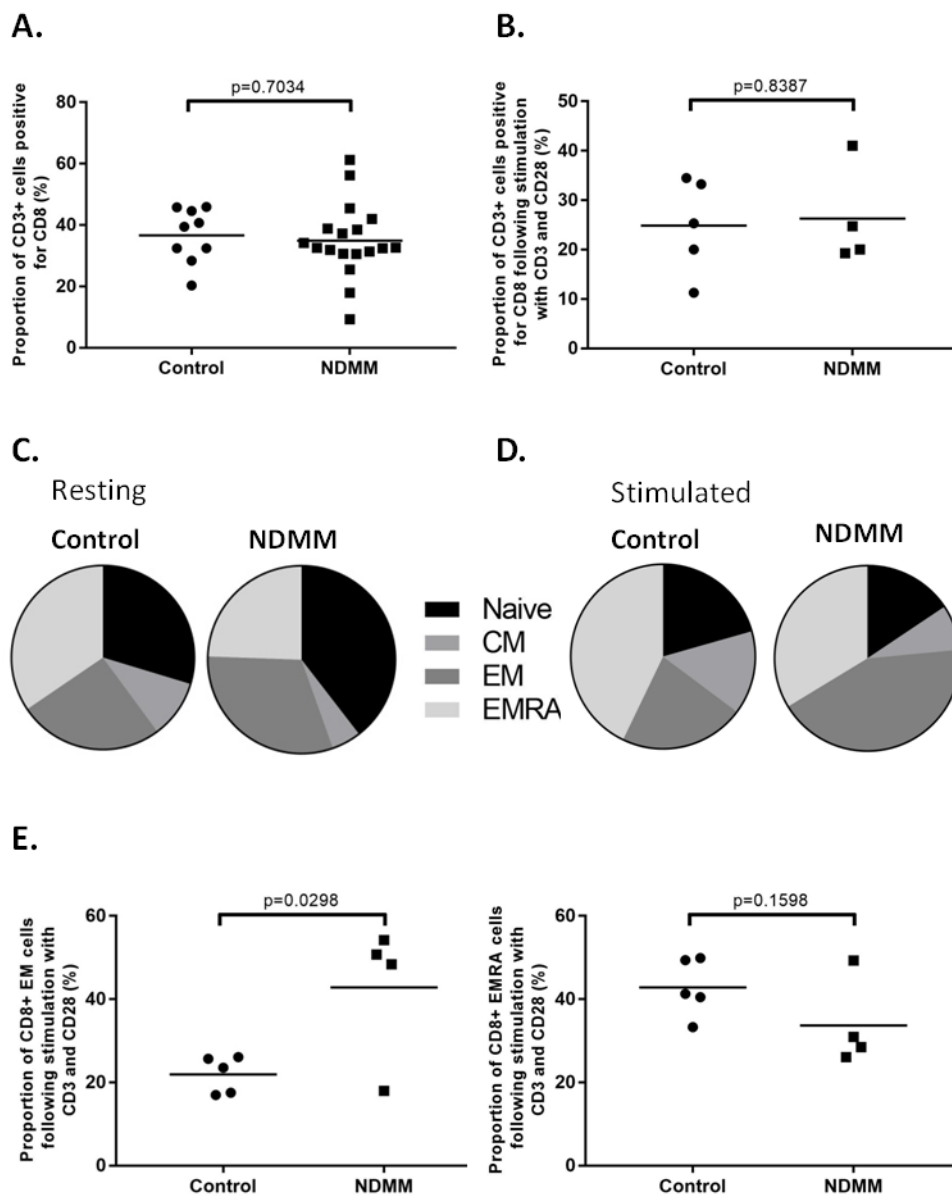 A.
p=0.7034
Proportion of CD3+ cells positive
for CD8 (%)
80
60
40
20
0
Control
NDMM
B.
p=0.8387
Proportion of CD3+ cells positive
for CD8 following stimulation
with CD3 and CD28 (%)
50
40
30
20
10
0
Control
NDMM
C.
Resting
Control
NDMM
Naive
CM
EM
EMRA
D.
Stimulated
Control
NDMM
E.
p=0.0298
Proportion of CD8+ EM cells
following stimulation with
CD3 and CD28 (%)
60
40
20
0
Control
NDMM
p=0.1598
Proportion of CD8+ EMRA cells
following stimulation with
CD3 and CD28 (%)
60
40
20
0
Control
NDMM